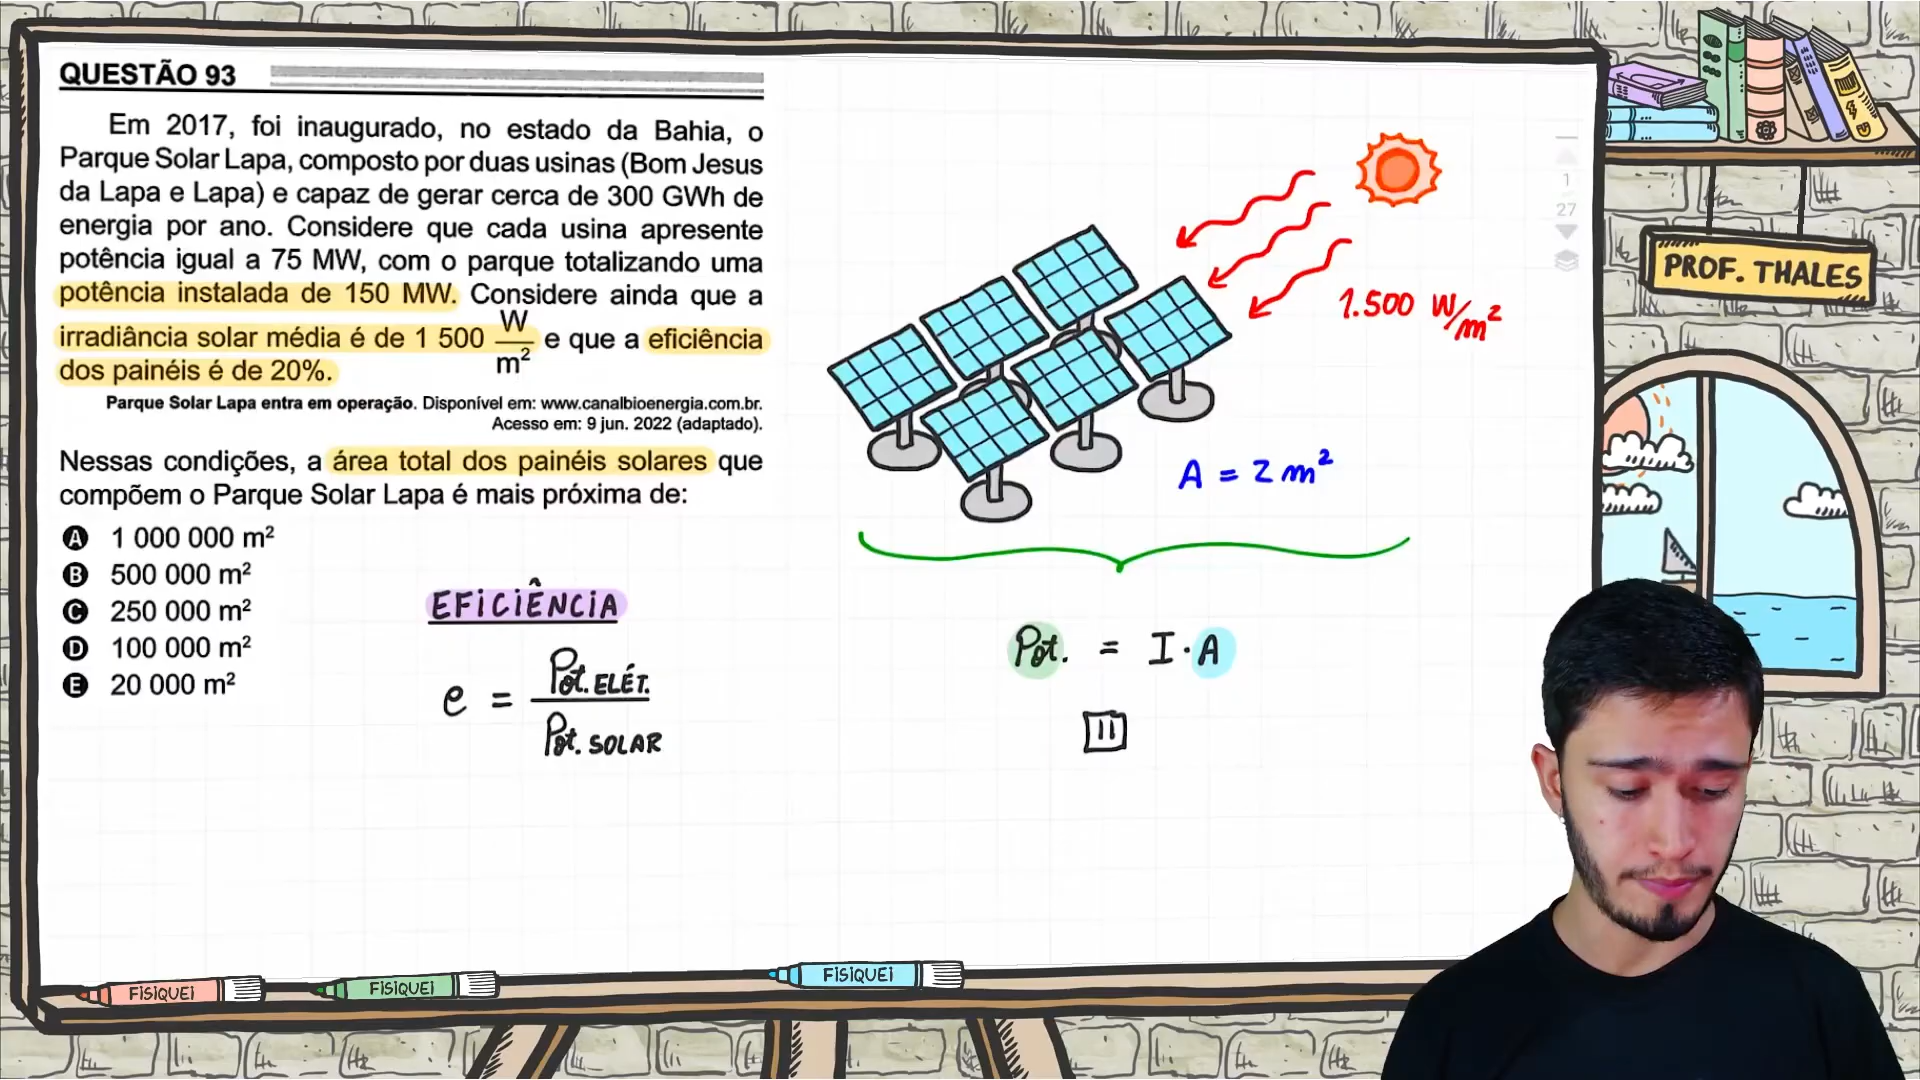 QUESTÃO 93
Em 2017, foi inaugurado, no estado da Bahia, o
Parque Solar Lapa, composto por duas usinas (Bom Jesus
da Lapa e Lapa) e capaz de gerar cerca de 300 GWh de
energia por ano. Considere que cada usina apresente
potência igual a 75 MW, com o parque totalizando uma
potência instalada de 150 MW. Considere ainda que a
irradiância solar média é de 1 500 W/m² e que a eficiência
dos painéis é de 20%.
Parque Solar Lapa entra em operação. Disponível em: www.canalbioenergia.com.br.
Acesso em: 9 jun. 2022 (adaptado).
Nessas condições, a área total dos painéis solares que
compõem o Parque Solar Lapa é mais próxima de:
A 1 000 000 m²
B 500 000 m²
C 250 000 m²
D 100 000 m²
E 20 000 m²
EFICIÊNCIA
e = Pot. ELÉT. / Pot. SOLAR
1.500 W/m²
A = 2 m²
Pot. = I · A
11
1
27
PROF. THALES
FISIQUEI
FISIQUEI
FISIQUEI